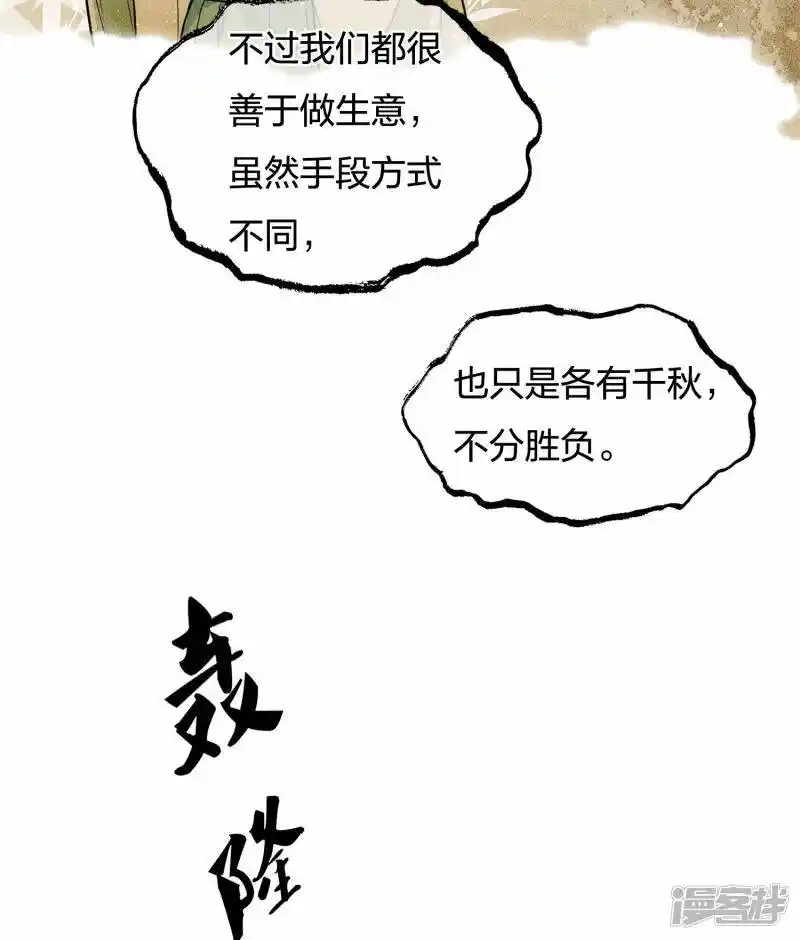 不过我们都很
善于做生意，
虽然手段方式
不同，
也只是各有千秋，
不分胜负。
轰
隆
漫客栈